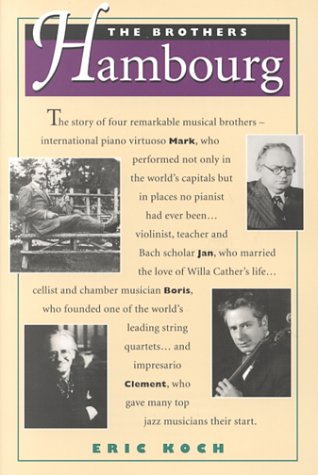 THE BROTHERS
Hambourg
The story of four remarkable musical brothers –
international piano virtuoso Mark, who
performed not only in
the world's capitals but
in places no pianist
had ever been...
violinist, teacher and
Bach scholar Jan, who married
the love of Willa Cather's life...
cellist and chamber musician Boris,
who founded one of the world's
leading string
quartets... and
impresario
Clement, who
gave many top
jazz musicians their start.
ERIC KOCH